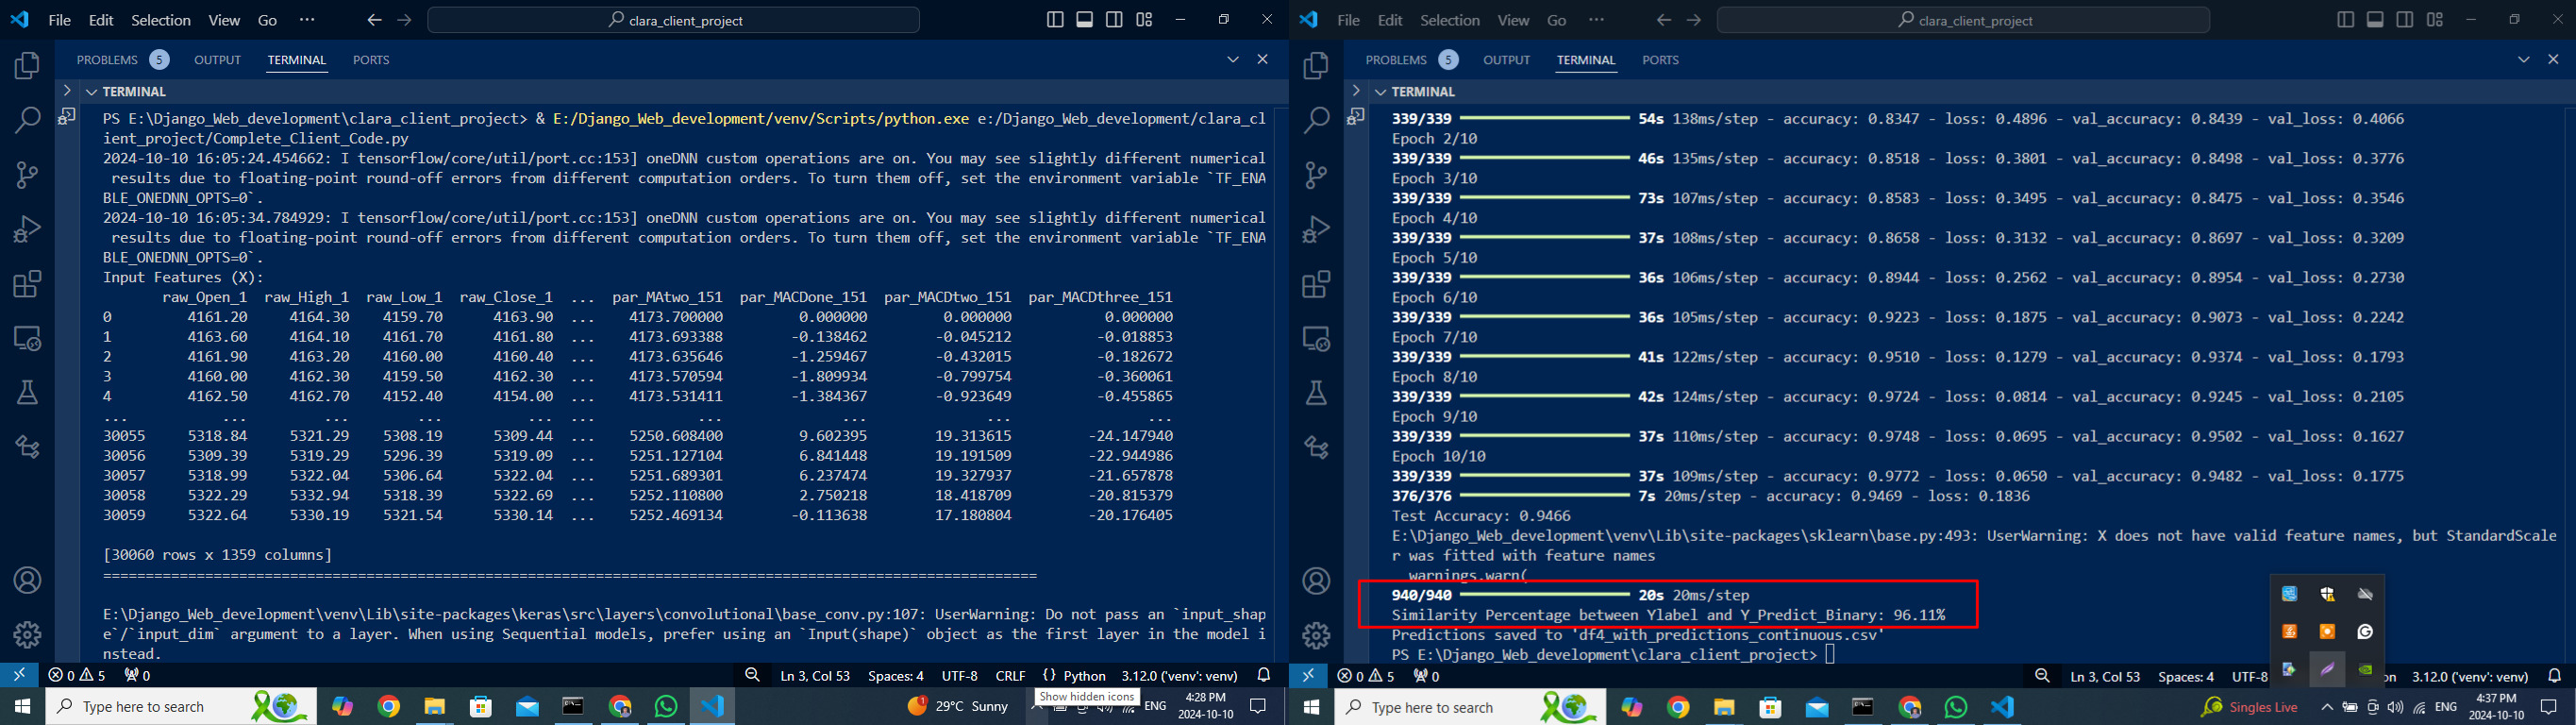 File Edit Selection View Go ··· clara_client_project
PROBLEMS 5 OUTPUT TERMINAL PORTS
TERMINAL
PS E:\Django_Web_development\clara_client_project> & E:/Django_Web_development/venv/Scripts/python.exe e:/Django_Web_development/clara_cl
ient_project/Complete_Client_Code.py
2024-10-10 16:05:24.454662: I tensorflow/core/util/port.cc:153] oneDNN custom operations are on. You may see slightly different numerical
results due to floating-point round-off errors from different computation orders. To turn them off, set the environment variable `TF_ENA
BLE_ONEDNN_OPTS=0`.
2024-10-10 16:05:34.784929: I tensorflow/core/util/port.cc:153] oneDNN custom operations are on. You may see slightly different numerical
results due to floating-point round-off errors from different computation orders. To turn them off, set the environment variable `TF_ENA
BLE_ONEDNN_OPTS=0`.
Input Features (X):
raw_Open_1 raw_High_1 raw_Low_1 raw_Close_1 ... par_MAtwo_151 par_MACDone_151 par_MACDtwo_151 par_MACDthree_151
0 4161.20 4164.30 4159.70 4163.90 ... 4173.700000 0.000000 0.000000 0.000000
1 4163.60 4164.10 4161.70 4161.80 ... 4173.693388 -0.138462 -0.045212 -0.018853
2 4161.90 4163.20 4160.00 4160.40 ... 4173.635646 -1.259467 -0.432015 -0.182672
3 4160.00 4162.30 4159.50 4162.30 ... 4173.570594 -1.809934 -0.799754 -0.360061
4 4162.50 4162.70 4152.40 4154.00 ... 4173.531411 -1.384367 -0.923649 -0.455865
... ... ... ... ... ... ... ... ... ...
30055 5318.84 5321.29 5308.19 5309.44 ... 5250.608400 9.602395 19.313615 -24.147940
30056 5309.39 5319.29 5296.39 5319.09 ... 5251.127104 6.841448 19.191509 -22.944986
30057 5318.99 5322.04 5306.64 5322.04 ... 5251.689301 6.237474 19.327937 -21.657878
30058 5322.29 5332.94 5318.39 5322.69 ... 5252.110800 2.750218 18.418709 -20.815379
30059 5322.64 5330.19 5321.54 5330.14 ... 5252.469134 -0.113638 17.180804 -20.176405
[30060 rows x 1359 columns]
==============================================================================================================
E:\Django_Web_development\venv\Lib\site-packages\keras\src\layers\convolutional\base_conv.py:107: UserWarning: Do not pass an `input_shap
e`/`input_dim` argument to a layer. When using Sequential models, prefer using an `Input(shape)` object as the first layer in the model i
nstead.
0 5 0 Ln 3, Col 53 Spaces: 4 UTF-8 CRLF {} Python 3.12.0 ('venv': venv)
Show hidden icons
Type here to search 1 29°C Sunny ENG 4:28 PM
2024-10-10
File Edit Selection View Go ··· clara_client_project
PROBLEMS 5 OUTPUT TERMINAL PORTS
TERMINAL
339/339 54s 138ms/step - accuracy: 0.8347 - loss: 0.4896 - val_accuracy: 0.8439 - val_loss: 0.4066
Epoch 2/10
339/339 46s 135ms/step - accuracy: 0.8518 - loss: 0.3801 - val_accuracy: 0.8498 - val_loss: 0.3776
Epoch 3/10
339/339 73s 107ms/step - accuracy: 0.8583 - loss: 0.3495 - val_accuracy: 0.8475 - val_loss: 0.3546
Epoch 4/10
339/339 37s 108ms/step - accuracy: 0.8658 - loss: 0.3132 - val_accuracy: 0.8697 - val_loss: 0.3209
Epoch 5/10
339/339 36s 106ms/step - accuracy: 0.8944 - loss: 0.2562 - val_accuracy: 0.8954 - val_loss: 0.2730
Epoch 6/10
339/339 36s 105ms/step - accuracy: 0.9223 - loss: 0.1875 - val_accuracy: 0.9073 - val_loss: 0.2242
Epoch 7/10
339/339 41s 122ms/step - accuracy: 0.9510 - loss: 0.1279 - val_accuracy: 0.9374 - val_loss: 0.1793
Epoch 8/10
339/339 42s 124ms/step - accuracy: 0.9724 - loss: 0.0814 - val_accuracy: 0.9245 - val_loss: 0.2105
Epoch 9/10
339/339 37s 110ms/step - accuracy: 0.9748 - loss: 0.0695 - val_accuracy: 0.9502 - val_loss: 0.1627
Epoch 10/10
339/339 37s 109ms/step - accuracy: 0.9772 - loss: 0.0650 - val_accuracy: 0.9482 - val_loss: 0.1775
376/376 7s 20ms/step - accuracy: 0.9469 - loss: 0.1836
Test Accuracy: 0.9466
E:\Django_Web_development\venv\Lib\site-packages\sklearn\base.py:493: UserWarning: X does not have valid feature names, but StandardScale
r was fitted with feature names
warnings.warn(
940/940 20s 20ms/step
Similarity Percentage between Ylabel and Y_Predict_Binary: 96.11%
Predictions saved to 'df4_with_predictions_continuous.csv'
PS E:\Django_Web_development\clara_client_project>
0 5 0 Ln 3, Col 53 Spaces: 4 UTF-8 on 3.12.0 ('venv': venv)
Type here to search Singles Live ENG 4:37 PM
2024-10-10